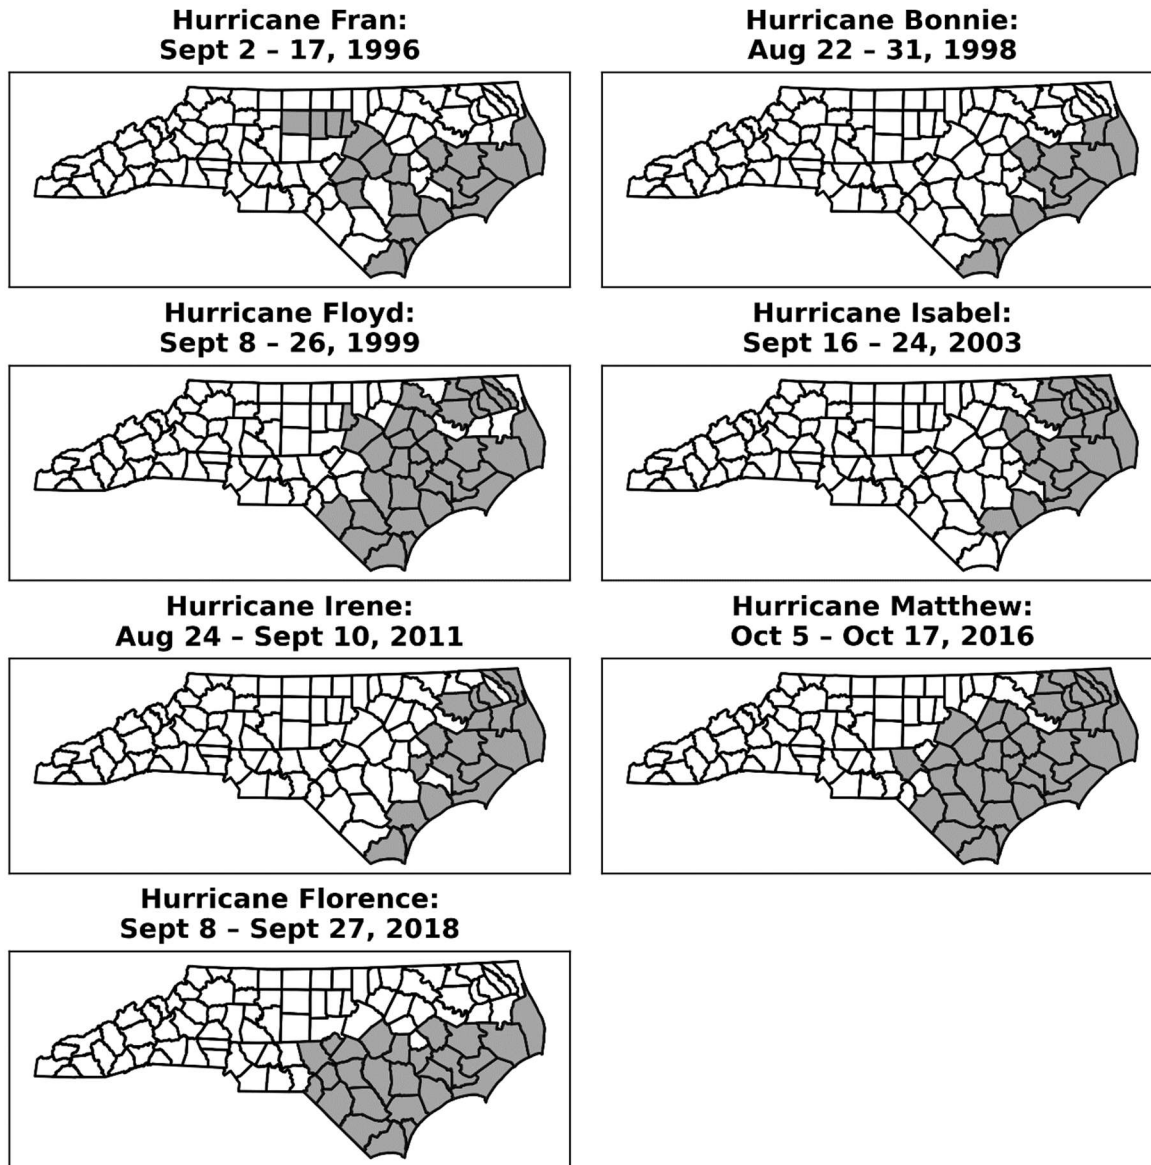 Hurricane Fran:
Sept 2 – 17, 1996
Hurricane Bonnie:
Aug 22 – 31, 1998
Hurricane Floyd:
Sept 8 – 26, 1999
Hurricane Isabel:
Sept 16 – 24, 2003
Hurricane Irene:
Aug 24 – Sept 10, 2011
Hurricane Matthew:
Oct 5 – Oct 17, 2016
Hurricane Florence:
Sept 8 – Sept 27, 2018